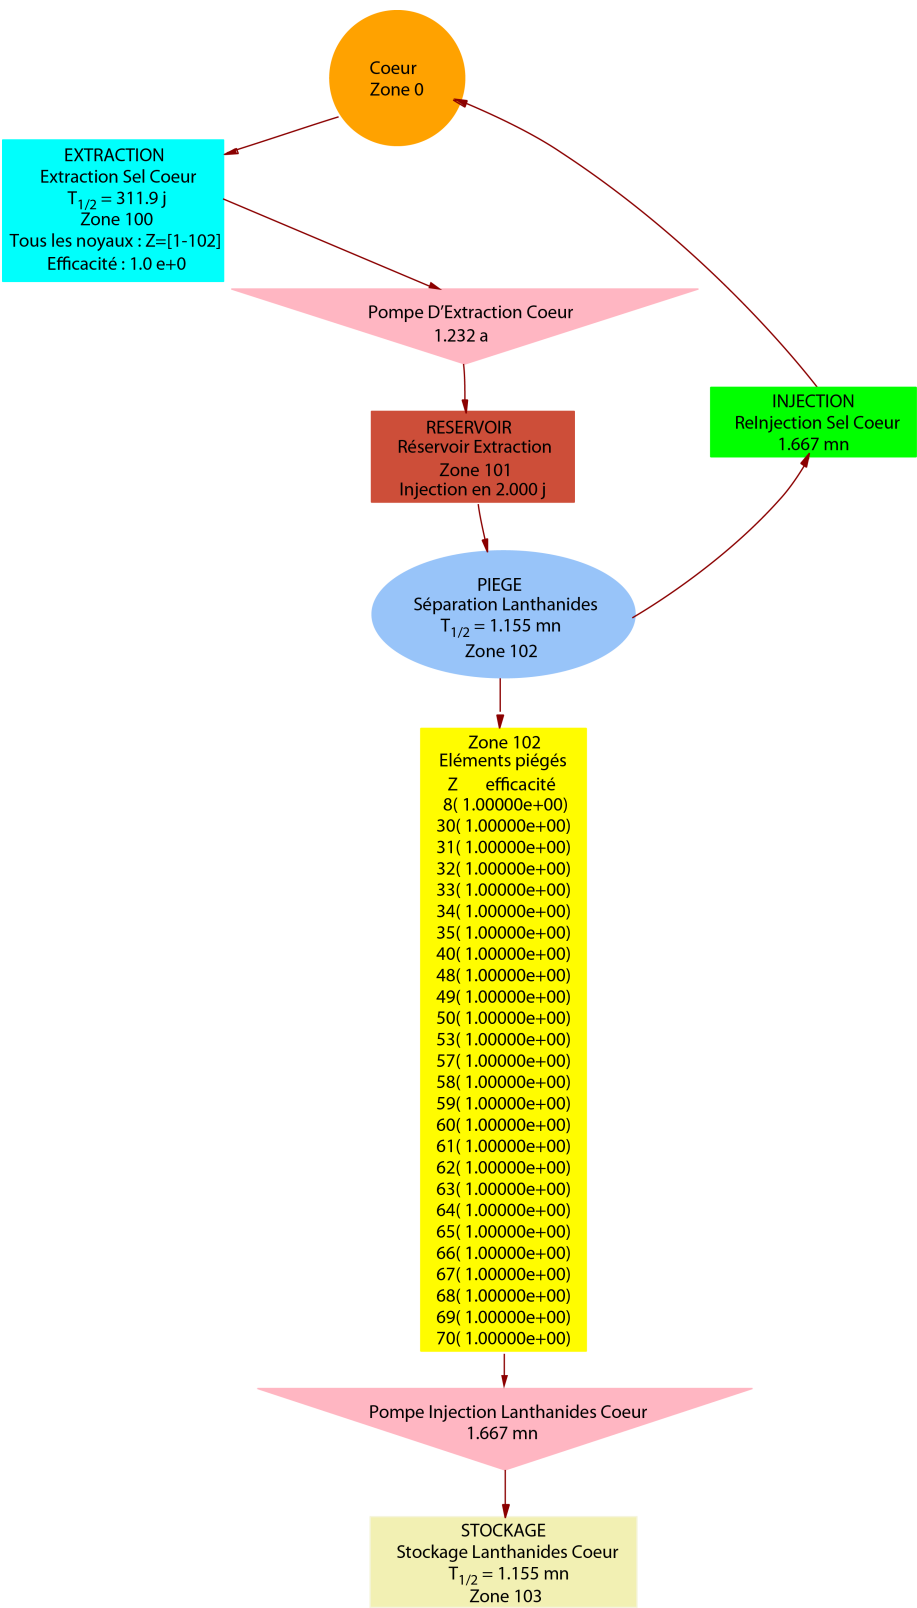 Coeur
Zone 0
EXTRACTION
Extraction Sel Coeur
T1/2 = 311.9 j
Zone 100
Tous les noyaux : Z=[1-102]
Efficacité : 1.0 e+0
Pompe D’Extraction Coeur
1.232 a
INJECTION
ReInjection Sel Coeur
1.667 mn
RESERVOIR
Réservoir Extraction
Zone 101
Injection en 2.000 j
PIEGE
Séparation Lanthanides
T1/2 = 1.155 mn
Zone 102
Zone 102
Eléments piégés
Z efficacité
8( 1.00000e+00)
30( 1.00000e+00)
31( 1.00000e+00)
32( 1.00000e+00)
33( 1.00000e+00)
34( 1.00000e+00)
35( 1.00000e+00)
40( 1.00000e+00)
48( 1.00000e+00)
49( 1.00000e+00)
50( 1.00000e+00)
53( 1.00000e+00)
57( 1.00000e+00)
58( 1.00000e+00)
59( 1.00000e+00)
60( 1.00000e+00)
61( 1.00000e+00)
62( 1.00000e+00)
63( 1.00000e+00)
64( 1.00000e+00)
65( 1.00000e+00)
66( 1.00000e+00)
67( 1.00000e+00)
68( 1.00000e+00)
69( 1.00000e+00)
70( 1.00000e+00)
Pompe Injection Lanthanides Coeur
1.667 mn
STOCKAGE
Stockage Lanthanides Coeur
T1/2 = 1.155 mn
Zone 103